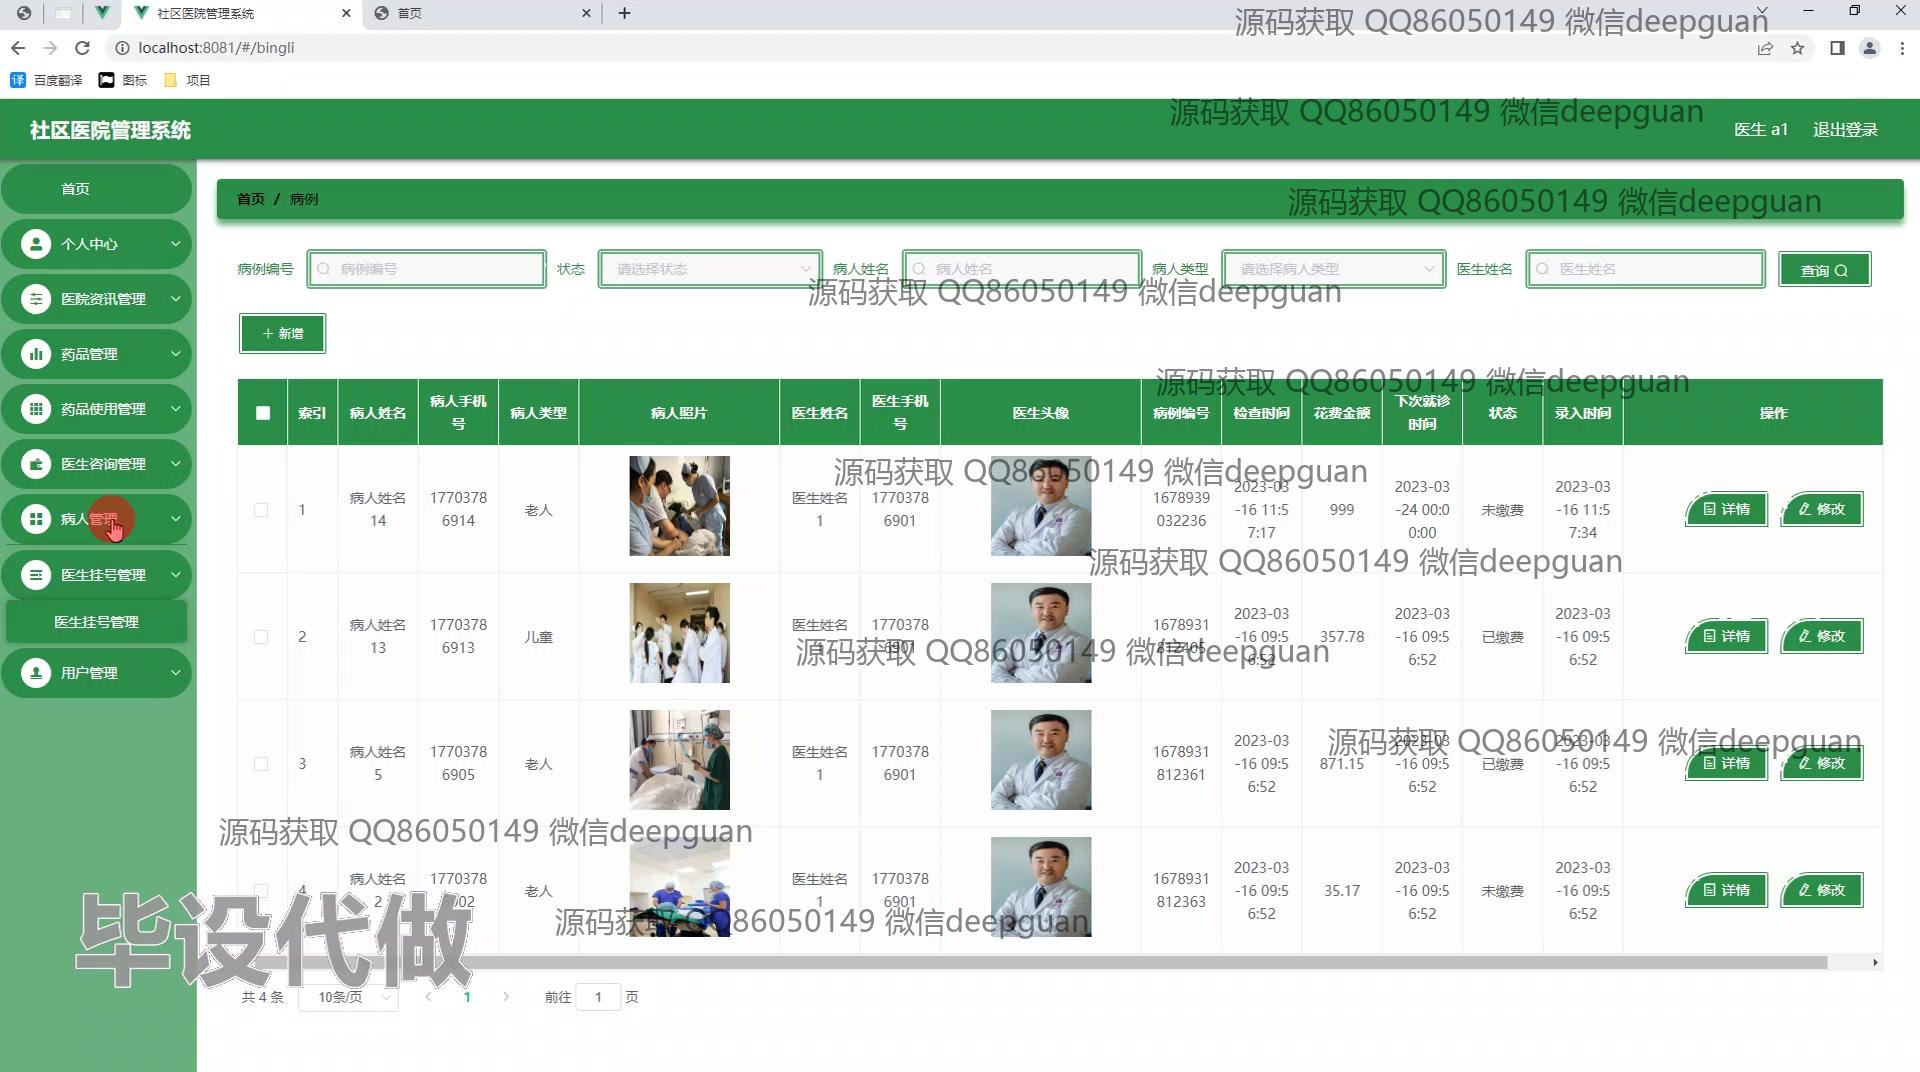 社区医院管理系统
首页
源码获取 QQ86050149 微信deepguan
localhost:8081/#/bingli
百度翻译 图标 项目
源码获取 QQ86050149 微信deepguan
社区医院管理系统
医生 a1 退出登录
首页
首页 / 病例
源码获取 QQ86050149 微信deepguan
个人中心
病例编号 病例编号 状态 请选择状态 病人姓名 病人姓名 病人类型 请选择病人类型 医生姓名 医生姓名 查询
源码获取 QQ86050149 微信deepguan
医院资讯管理
+ 新增
药品管理
源码获取 QQ86050149 微信deepguan
药品使用管理
索引 病人姓名 病人手机号 病人类型 病人照片 医生姓名 医生手机号 医生头像 病例编号 检查时间 花费金额 下次就诊时间 状态 录入时间 操作
医生咨询管理
源码获取 QQ86050149 微信deepguan
病人管理
1 病人姓名14 17703786914 老人 医生姓名1 17703786901 1678939032236 2023-03-16 11:57:17 999 2023-03-24 00:00:00 未缴费 2023-03-16 11:57:34 详情 修改
源码获取 QQ86050149 微信deepguan
医生挂号管理
医生挂号管理
2 病人姓名13 17703786913 儿童 医生姓名1 17703786901 1678931812405 2023-03-16 09:56:52 357.78 2023-03-16 09:56:52 已缴费 2023-03-16 09:56:52 详情 修改
源码获取 QQ86050149 微信deepguan
用户管理
源码获取 QQ86050149 微信deepguan
3 病人姓名5 17703786905 老人 医生姓名1 17703786901 1678931812361 2023-03-16 09:56:52 871.15 2023-03-16 09:56:52 已缴费 2023-03-16 09:56:52 详情 修改
源码获取 QQ86050149 微信deepguan
4 病人姓名2 17703786902 老人 医生姓名1 17703786901 1678931812363 2023-03-16 09:56:52 35.17 2023-03-16 09:56:52 未缴费 2023-03-16 09:56:52 详情 修改
源码获取 QQ86050149 微信deepguan
毕设代做
共 4 条 10条/页 1 前往 1 页